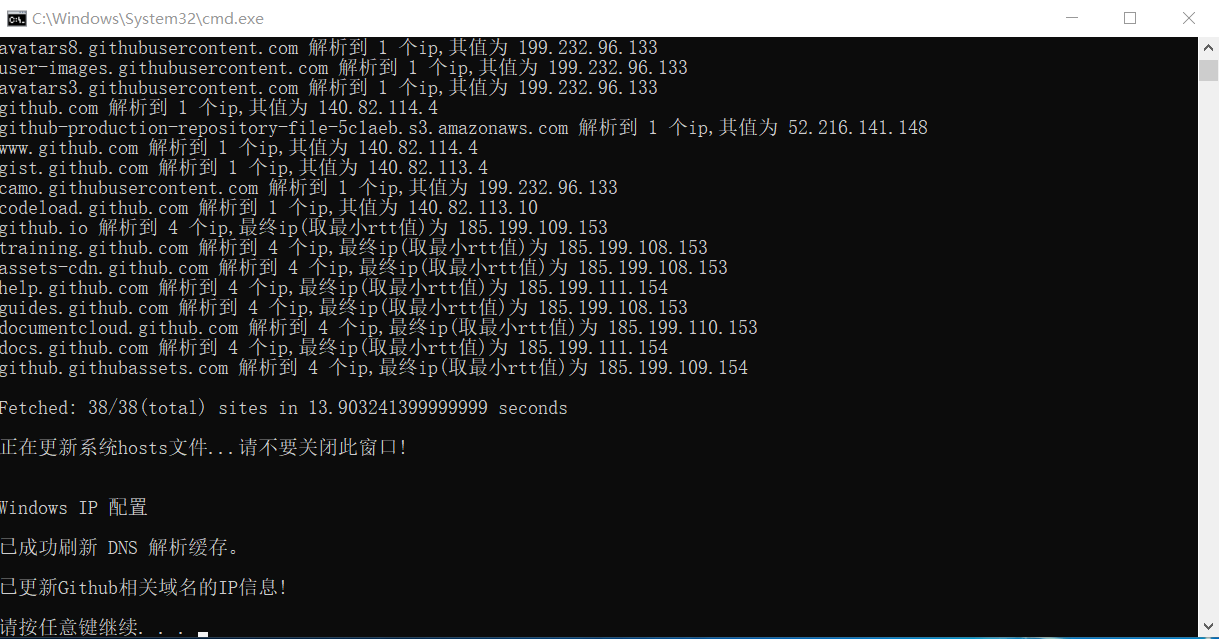 C:\Windows\System32\cmd.exe
avatars8.githubusercontent.com 解析到 1 个ip,其值为 199.232.96.133
user-images.githubusercontent.com 解析到 1 个ip,其值为 199.232.96.133
avatars3.githubusercontent.com 解析到 1 个ip,其值为 199.232.96.133
github.com 解析到 1 个ip,其值为 140.82.114.4
github-production-repository-file-5c1aeb.s3.amazonaws.com 解析到 1 个ip,其值为 52.216.141.148
www.github.com 解析到 1 个ip,其值为 140.82.114.4
gist.github.com 解析到 1 个ip,其值为 140.82.113.4
camo.githubusercontent.com 解析到 1 个ip,其值为 199.232.96.133
codeload.github.com 解析到 1 个ip,其值为 140.82.113.10
github.io 解析到 4 个ip,最终ip(取最小rtt值)为 185.199.109.153
training.github.com 解析到 4 个ip,最终ip(取最小rtt值)为 185.199.108.153
assets-cdn.github.com 解析到 4 个ip,最终ip(取最小rtt值)为 185.199.108.153
help.github.com 解析到 4 个ip,最终ip(取最小rtt值)为 185.199.111.154
guides.github.com 解析到 4 个ip,最终ip(取最小rtt值)为 185.199.108.153
documentcloud.github.com 解析到 4 个ip,最终ip(取最小rtt值)为 185.199.110.153
docs.github.com 解析到 4 个ip,最终ip(取最小rtt值)为 185.199.111.154
github.githubassets.com 解析到 4 个ip,最终ip(取最小rtt值)为 185.199.109.154
Fetched: 38/38(total) sites in 13.903241399999999 seconds
正在更新系统hosts文件...请不要关闭此窗口!
Windows IP 配置
已成功刷新 DNS 解析缓存。
已更新Github相关域名的IP信息!
请按任意键继续. . .